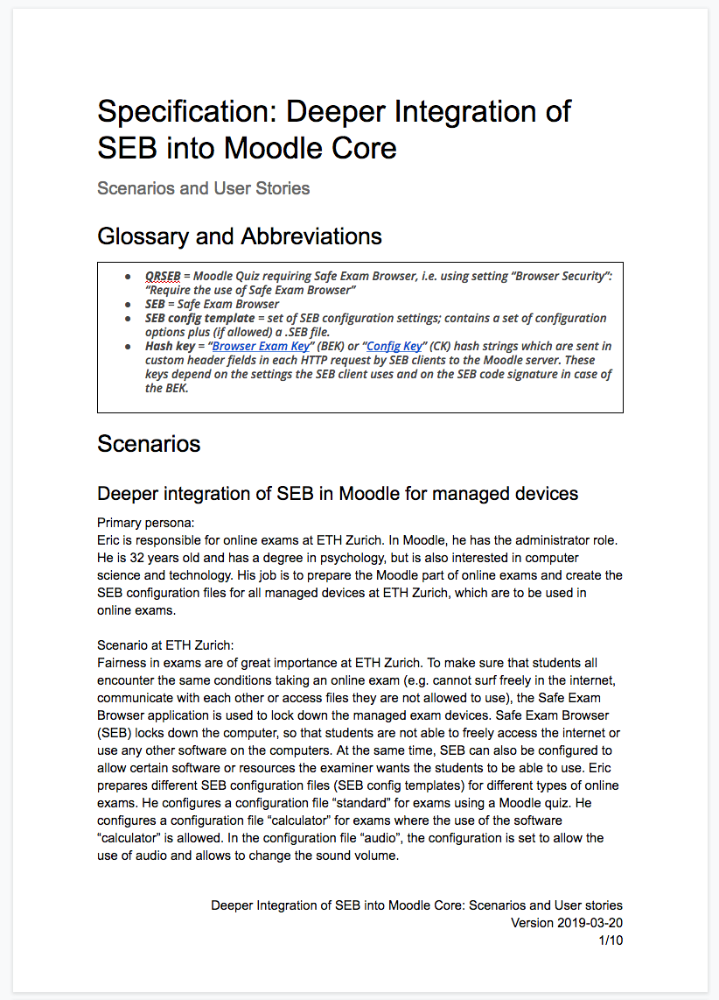 Specification: Deeper Integration of
SEB into Moodle Core
Scenarios and User Stories
Glossary and Abbreviations
● QRSEB = Moodle Quiz requiring Safe Exam Browser, i.e. using setting “Browser Security”:
“Require the use of Safe Exam Browser”
● SEB = Safe Exam Browser
● SEB config template = set of SEB configuration settings; contains a set of configuration
options plus (if allowed) a .SEB file.
● Hash key = “Browser Exam Key” (BEK) or “Config Key” (CK) hash strings which are sent in
custom header fields in each HTTP request by SEB clients to the Moodle server. These
keys depend on the settings the SEB client uses and on the SEB code signature in case of
the BEK.
Scenarios
Deeper integration of SEB in Moodle for managed devices
Primary persona:
Eric is responsible for online exams at ETH Zurich. In Moodle, he has the administrator role.
He is 32 years old and has a degree in psychology, but is also interested in computer
science and technology. His job is to prepare the Moodle part of online exams and create the
SEB configuration files for all managed devices at ETH Zurich, which are to be used in
online exams.
Scenario at ETH Zurich:
Fairness in exams are of great importance at ETH Zurich. To make sure that students all
encounter the same conditions taking an online exam (e.g. cannot surf freely in the internet,
communicate with each other or access files they are not allowed to use), the Safe Exam
Browser application is used to lock down the managed exam devices. Safe Exam Browser
(SEB) locks down the computer, so that students are not able to freely access the internet or
use any other software on the computers. At the same time, SEB can also be configured to
allow certain software or resources the examiner wants the students to be able to use. Eric
prepares different SEB configuration files (SEB config templates) for different types of online
exams. He configures a configuration file “standard” for exams using a Moodle quiz. He
configures a configuration file “calculator” for exams where the use of the software
“calculator” is allowed. In the configuration file “audio”, the configuration is set to allow the
use of audio and allows to change the sound volume.
Deeper Integration of SEB into Moodle Core: Scenarios and User stories
Version 2019-03-20
1/10